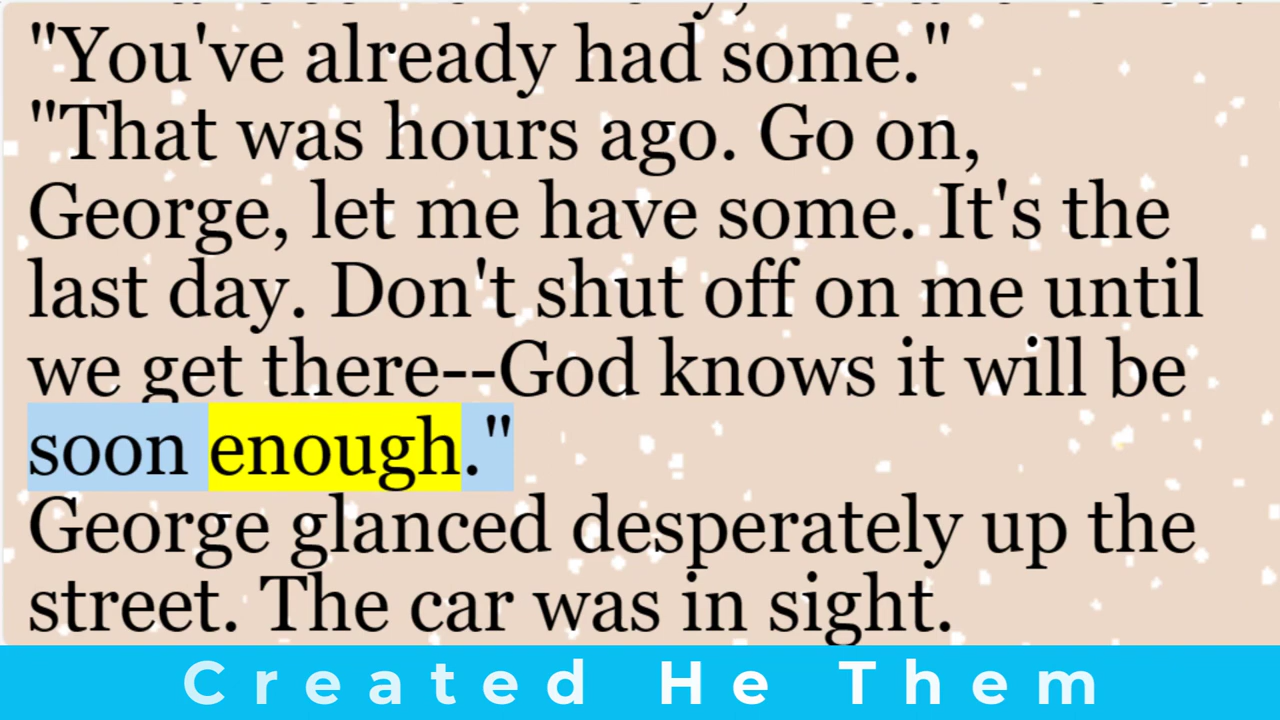 "You've already had some."
"That was hours ago. Go on,
George, let me have some. It's the
last day. Don't shut off on me until
we get there--God knows it will be
soon enough."
George glanced desperately up the
street. The car was in sight.
Created He Them